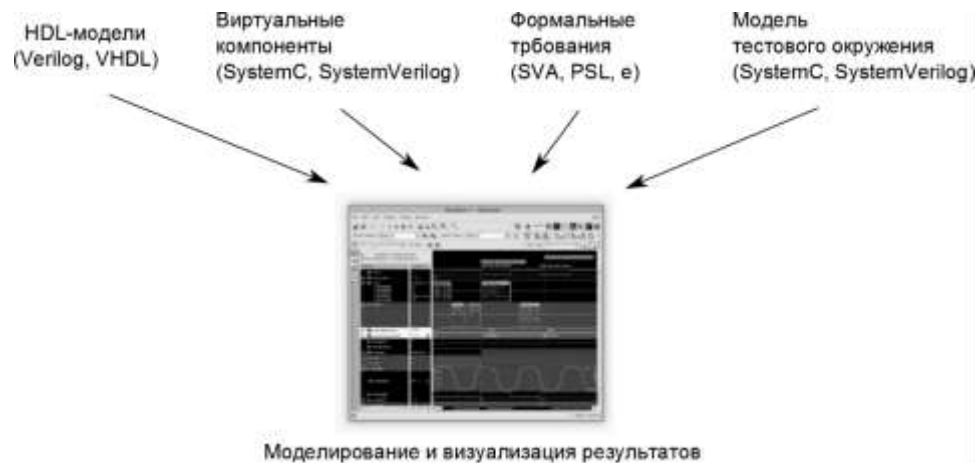 HDL-модели
(Verilog, VHDL)
Виртуальные
компоненты
(SystemC, SystemVerilog)
Формальные
трбования
(SVA, PSL, e)
Модель
тестового окружения
(SystemC, SystemVerilog)
Моделирование и визуализация результатов